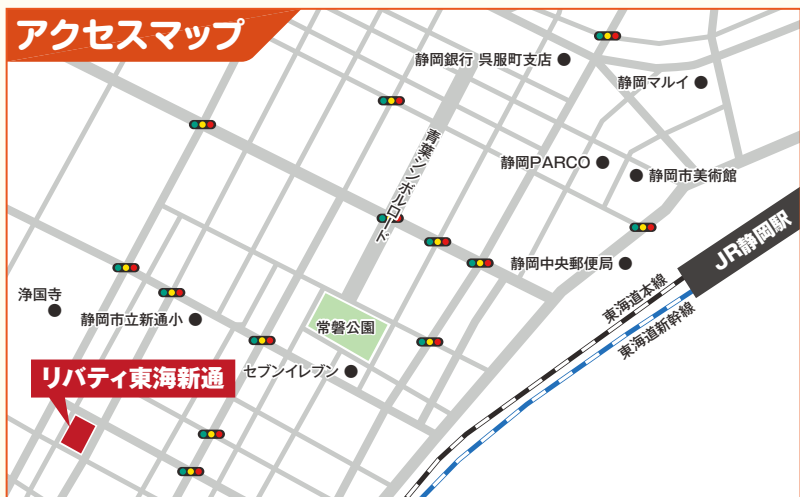 アクセスマップ
静岡銀行 呉服町支店
静岡マルイ
青葉シンボルロード
静岡PARCO
静岡市美術館
JR静岡駅
静岡中央郵便局
東海道本線
東海道新幹線
浄国寺
静岡市立新通小
常磐公園
セブンイレブン
リバティ東海新通